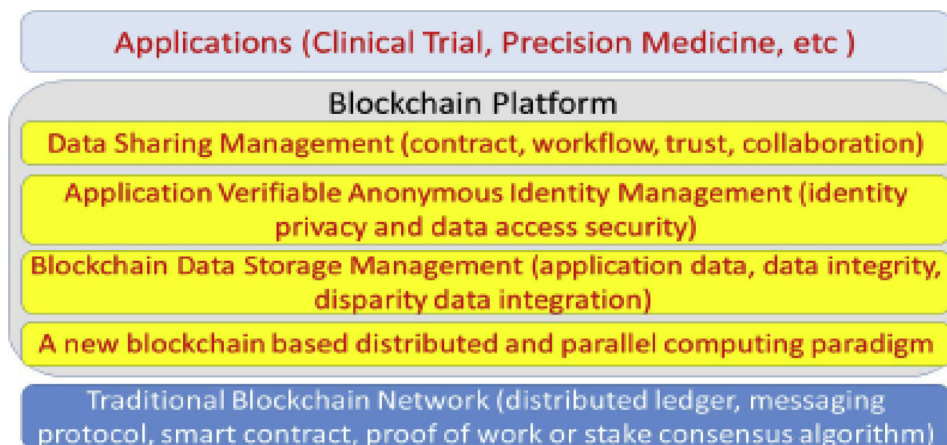 Applications (Clinical Trial, Precision Medicine, etc )
Blockchain Platform
Data Sharing Management (contract, workflow, trust, collaboration)
Application Verifiable Anonymous Identity Management (identity
privacy and data access security)
Blockchain Data Storage Management (application data, data integrity,
disparity data integration)
A new blockchain based distributed and parallel computing paradigm
Traditional Blockchain Network (distributed ledger, messaging
protocol, smart contract, proof of work or stake consensus algorithm)